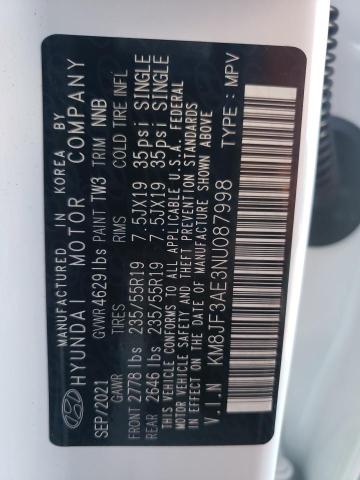 MANUFACTURED IN KOREA BY
HYUNDAI MOTOR COMPANY
SEP/2021 GVWR 4629 lbs PAINT TW3 TRIM NNB
GAWR TIRES RIMS COLD TIRE INFL
FRONT 2778 lbs 235/55R19 7.5JX19 35psi SINGLE
REAR 2646 lbs 235/55R19 7.5JX19 35psi SINGLE
THIS VEHICLE CONFORMS TO ALL APPLICABLE U.S.A. FEDERAL
MOTOR VEHICLE SAFETY AND THEFT PREVENTION STANDARDS
IN EFFECT ON THE DATE OF MANUFACTURE SHOWN ABOVE
V.I.N : KM8JF3AE3NU087998 TYPE : MPV